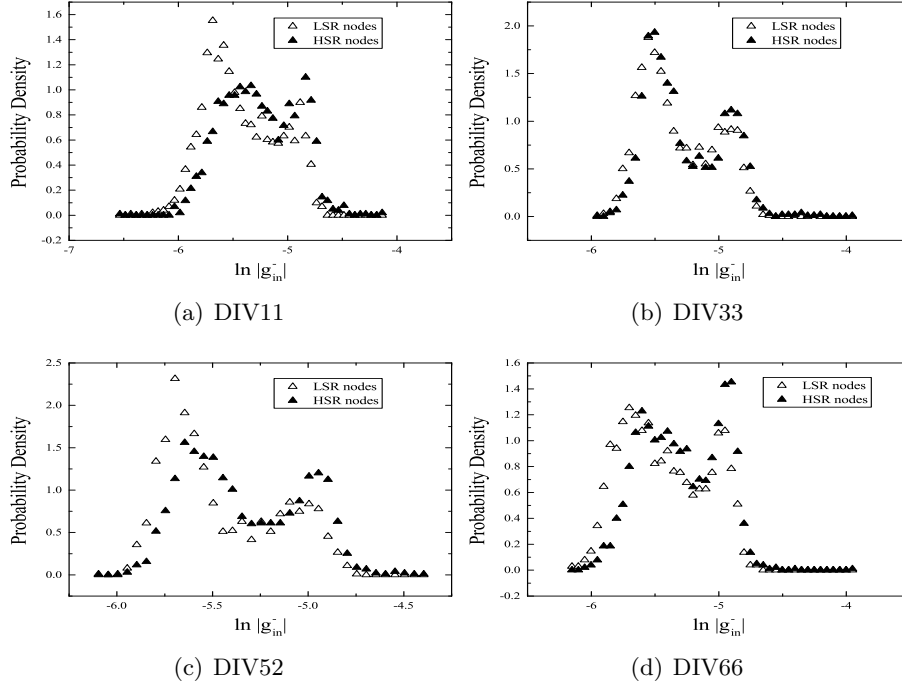 1.6
1.4
1.2
1.0
0.8
0.6
0.4
0.2
0.0
-0.2
Probability Density
LSR nodes
HSR nodes
-7
-6
-5
-4
ln |g⁻in|
(a) DIV11
2.0
1.5
1.0
0.5
0.0
Probability Density
LSR nodes
HSR nodes
-6
-5
-4
ln |g⁻in|
(b) DIV33
2.5
2.0
1.5
1.0
0.5
0.0
Probability Density
LSR nodes
HSR nodes
-6.0
-5.5
-5.0
-4.5
ln |g⁻in|
(c) DIV52
1.6
1.4
1.2
1.0
0.8
0.6
0.4
0.2
0.0
-0.2
Probability Density
LSR nodes
HSR nodes
-6
-5
-4
ln |g⁻in|
(d) DIV66